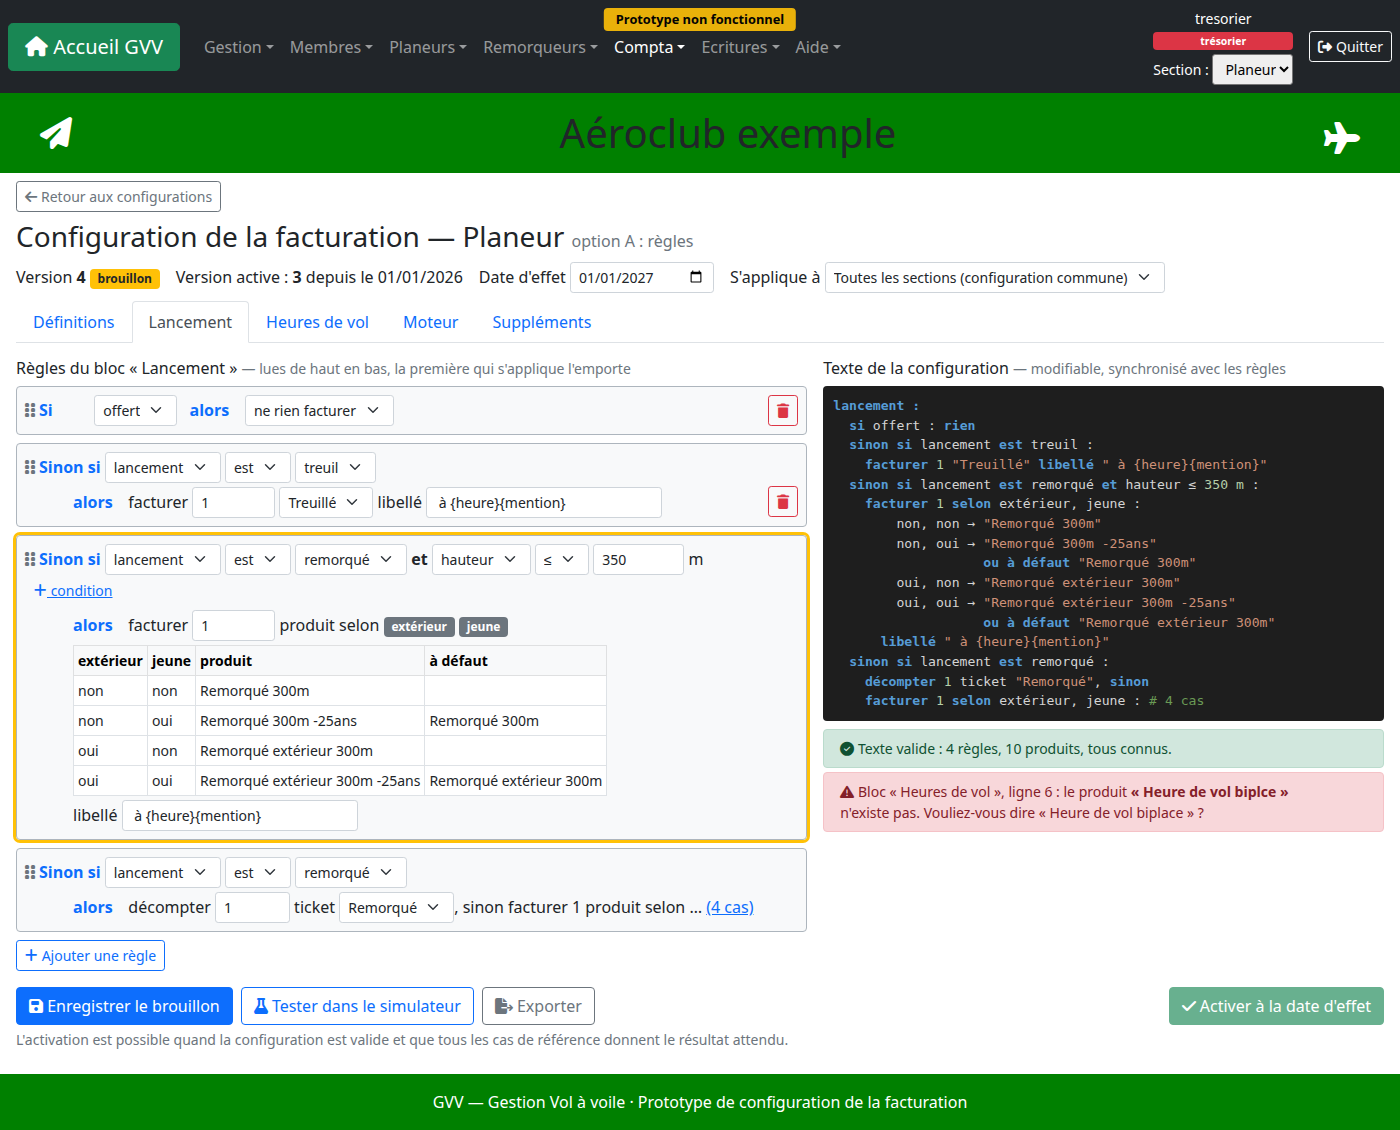 Prototype non fonctionnel
Accueil GVV
Gestion
Membres
Planeurs
Remorqueurs
Compta
Ecritures
Aide
tresorier
trésorier
Section : Planeur
Quitter
Aéroclub exemple
Retour aux configurations
Configuration de la facturation — Planeur option A : règles
Version 4 brouillon Version active : 3 depuis le 01/01/2026 Date d'effet 01/01/2027 S'applique à Toutes les sections (configuration commune)
Définitions Lancement Heures de vol Moteur Suppléments
Règles du bloc « Lancement » — lues de haut en bas, la première qui s'applique l'emporte
Si offert alors ne rien facturer
Sinon si lancement est treuil
alors facturer 1 Treuillé libellé à {heure}{mention}
Sinon si lancement est remorqué et hauteur ≤ 350 m
+ condition
alors facturer 1 produit selon extérieur jeune
extérieur jeune produit à défaut
non non Remorqué 300m
non oui Remorqué 300m -25ans Remorqué 300m
oui non Remorqué extérieur 300m
oui oui Remorqué extérieur 300m -25ans Remorqué extérieur 300m
libellé à {heure}{mention}
Sinon si lancement est remorqué
alors décompter 1 ticket Remorqué , sinon facturer 1 produit selon ... (4 cas)
+ Ajouter une règle
Texte de la configuration — modifiable, synchronisé avec les règles
lancement :
si offert : rien
sinon si lancement est treuil :
facturer 1 "Treuillé" libellé " à {heure}{mention}"
sinon si lancement est remorqué et hauteur ≤ 350 m :
facturer 1 selon extérieur, jeune :
non, non → "Remorqué 300m"
non, oui → "Remorqué 300m -25ans"
ou à défaut "Remorqué 300m"
oui, non → "Remorqué extérieur 300m"
oui, oui → "Remorqué extérieur 300m -25ans"
ou à défaut "Remorqué extérieur 300m"
libellé " à {heure}{mention}"
sinon si lancement est remorqué :
décompter 1 ticket "Remorqué", sinon
facturer 1 selon extérieur, jeune : # 4 cas
Texte valide : 4 règles, 10 produits, tous connus.
Bloc « Heures de vol », ligne 6 : le produit « Heure de vol biplce »
n'existe pas. Vouliez-vous dire « Heure de vol biplace » ?
Enregistrer le brouillon
Tester dans le simulateur
Exporter
Activer à la date d'effet
L'activation est possible quand la configuration est valide et que tous les cas de référence donnent le résultat attendu.
GVV — Gestion Vol à voile · Prototype de configuration de la facturation